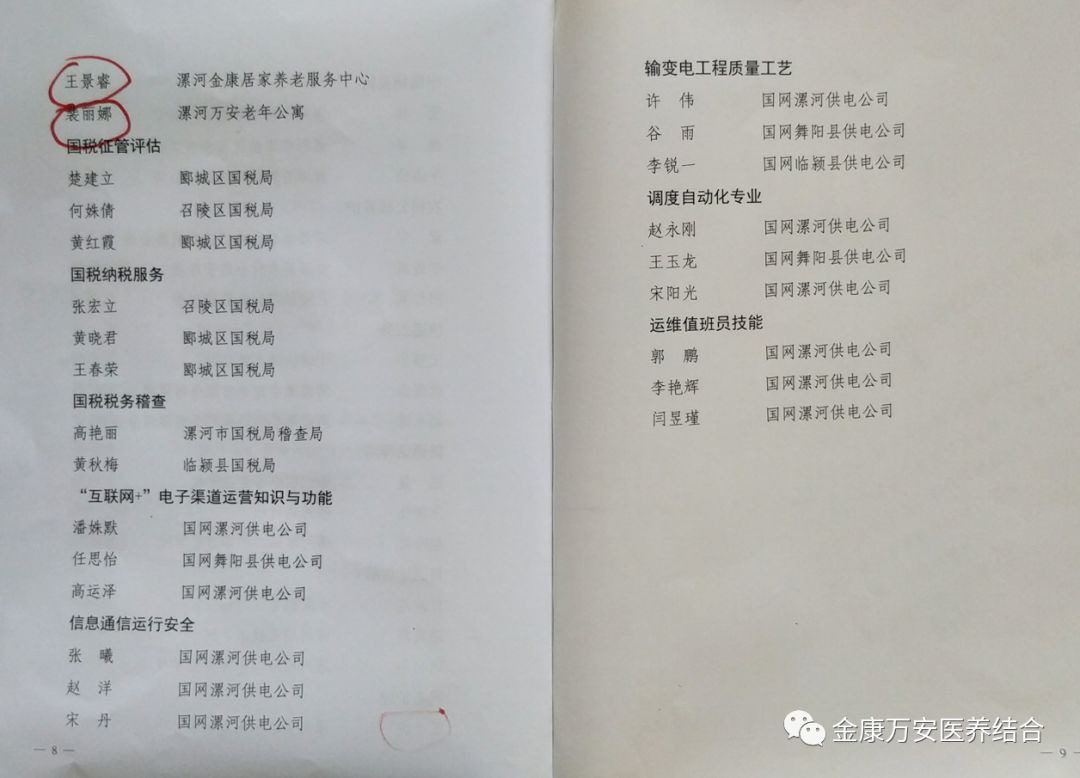 王景睿 漯河金康居家养老服务中心
裴丽娜 漯河万安老年公寓
国税征管评估
楚建立 郾城区国税局
何姝倩 召陵区国税局
黄红霞 郾城区国税局
国税纳税服务
张宏立 召陵区国税局
黄晓君 郾城区国税局
王春荣 郾城区国税局
国税税务稽查
高艳丽 漯河市国税局稽查局
黄秋梅 临颍县国税局
“互联网+”电子渠道运营知识与功能
潘姝默 国网漯河供电公司
任思怡 国网舞阳县供电公司
高运泽 国网漯河供电公司
信息通信运行安全
张 曦 国网漯河供电公司
赵 洋 国网漯河供电公司
宋 丹 国网漯河供电公司
— 8 —
输变电工程质量工艺
许 伟 国网漯河供电公司
谷 雨 国网舞阳县供电公司
李锐一 国网临颍县供电公司
调度自动化专业
赵永刚 国网漯河供电公司
王玉龙 国网舞阳县供电公司
宋阳光 国网漯河供电公司
运维值班员技能
郭 鹏 国网漯河供电公司
李艳辉 国网漯河供电公司
闫昱瑾 国网漯河供电公司
金康万安医养结合
— 9 —